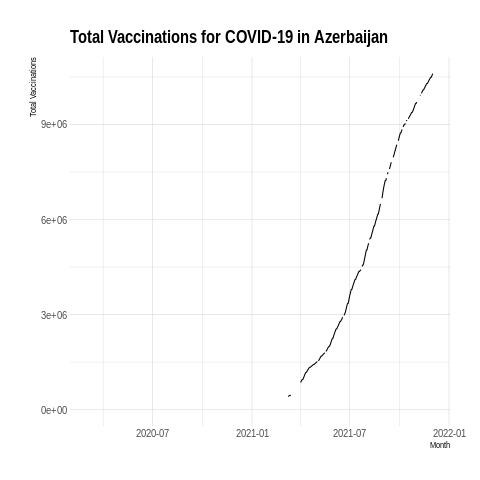 Total Vaccinations for COVID-19 in Azerbaijan
Total Vaccinations
9e+06
6e+06
3e+06
0e+00
2020-07
2021-01
2021-07
2022-01
Month